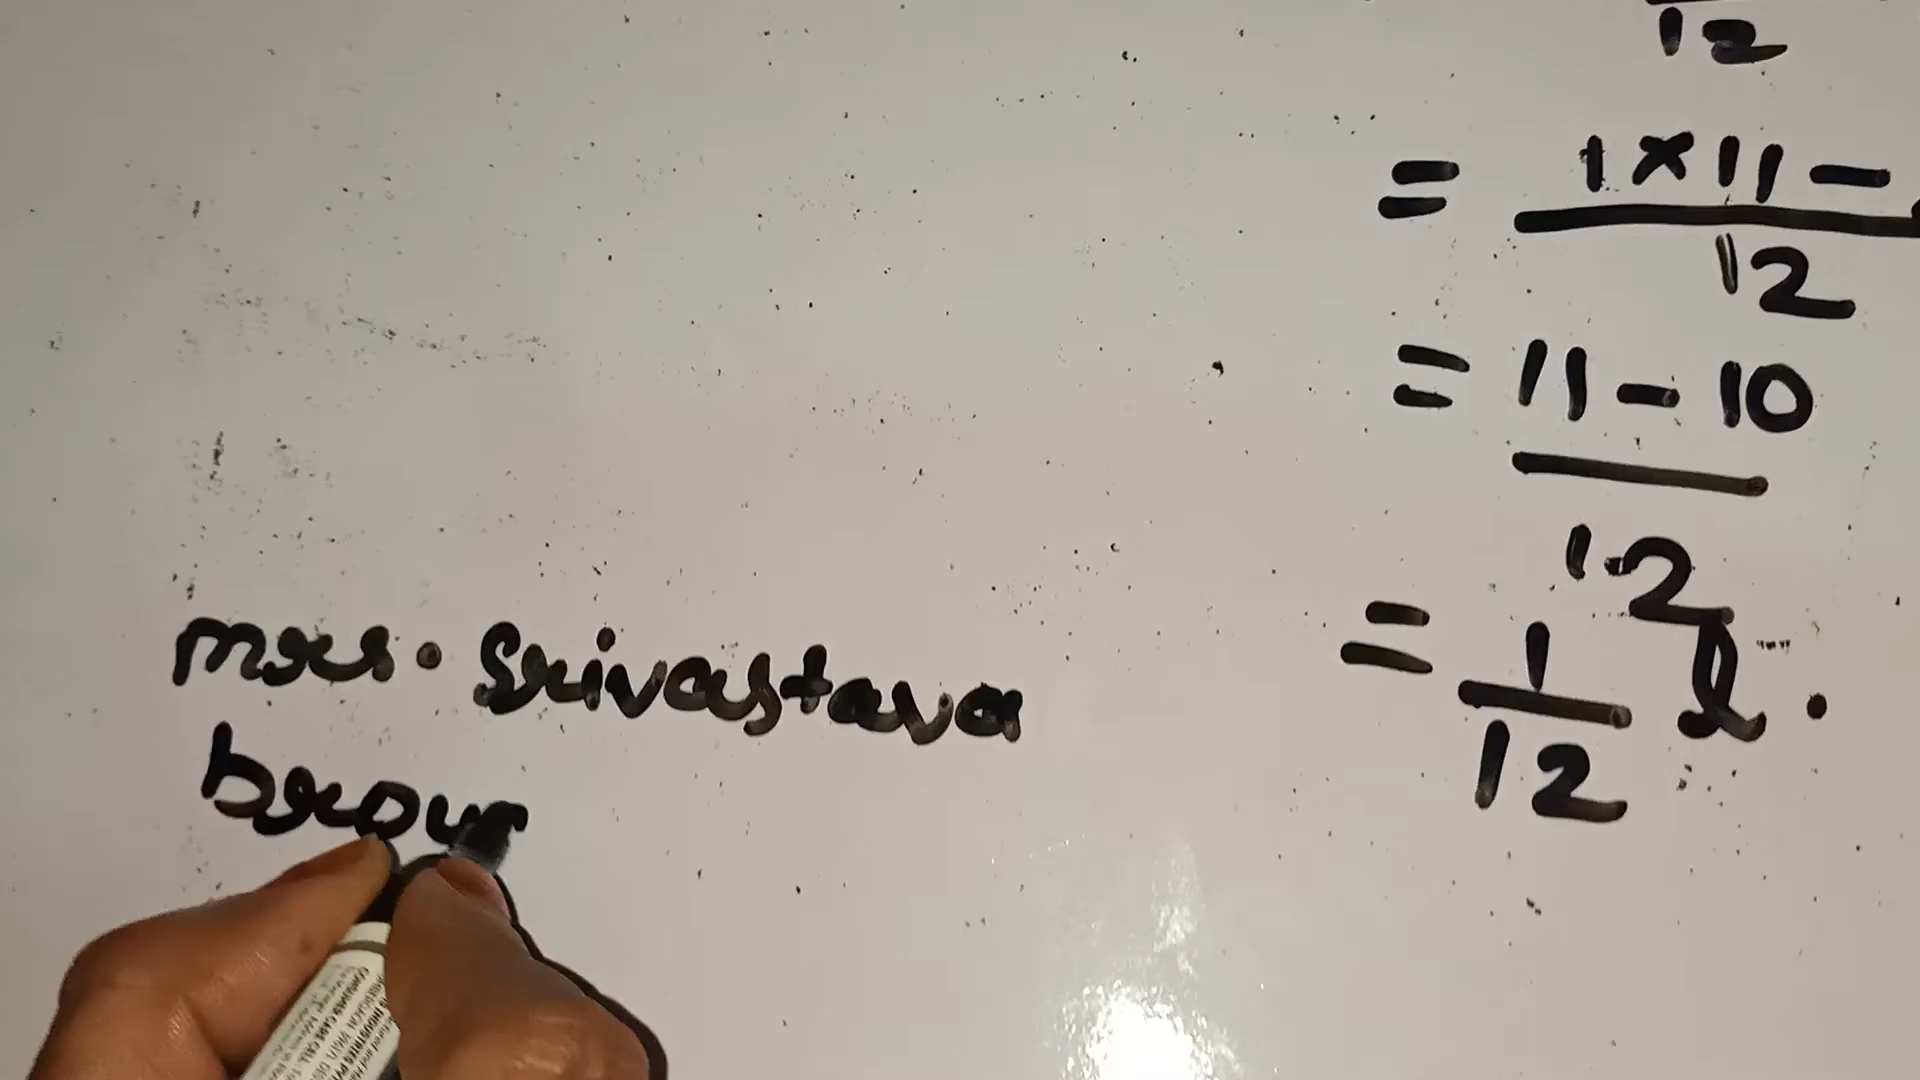 12
= 1×11-
12
= 11-10
12
= 1
12 l.
mrs. Srivastava
brou